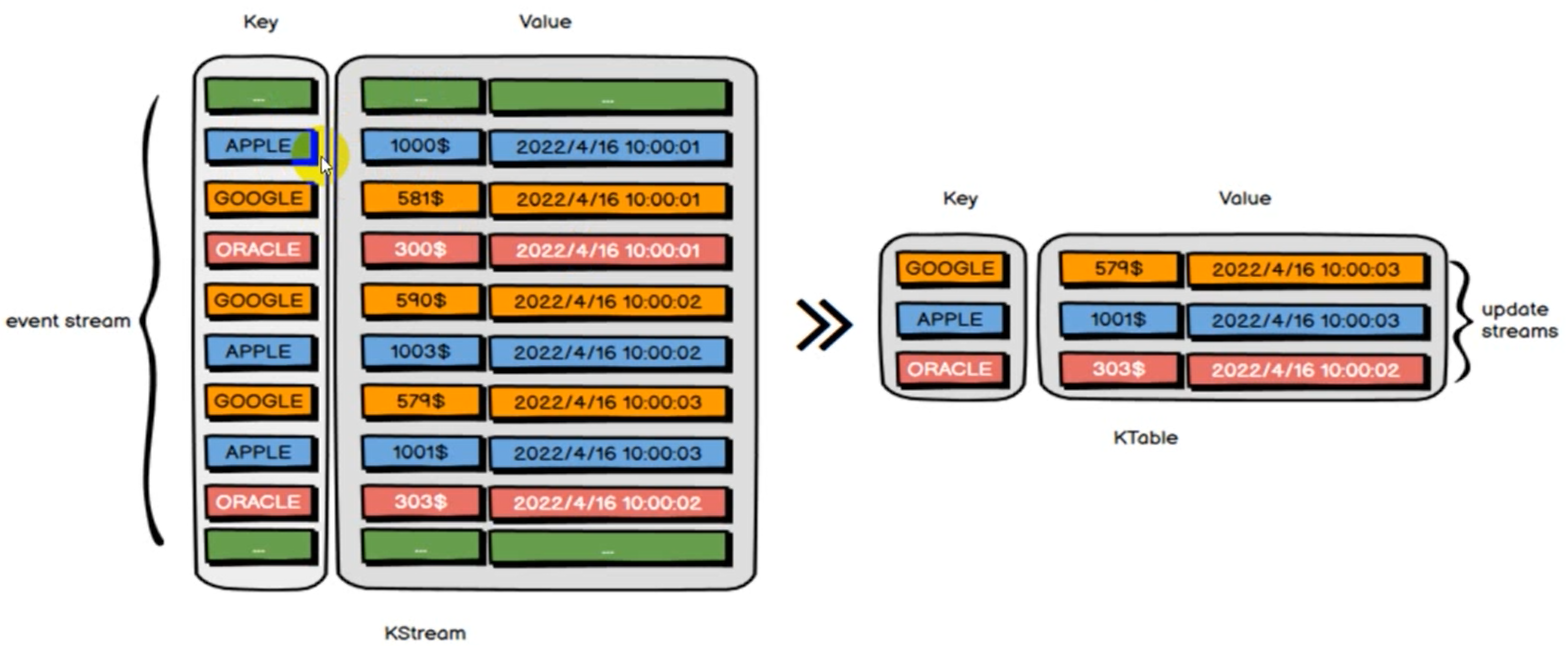 Key Value
... ... ...
APPLE 1000$ 2022/4/16 10:00:01
GOOGLE 581$ 2022/4/16 10:00:01
ORACLE 300$ 2022/4/16 10:00:01
GOOGLE 590$ 2022/4/16 10:00:02
APPLE 1003$ 2022/4/16 10:00:02
GOOGLE 579$ 2022/4/16 10:00:03
APPLE 1001$ 2022/4/16 10:00:03
ORACLE 303$ 2022/4/16 10:00:02
... ... ...
event stream
KStream
Key Value
GOOGLE 579$ 2022/4/16 10:00:03
APPLE 1001$ 2022/4/16 10:00:03
ORACLE 303$ 2022/4/16 10:00:02
update
streams
KTable